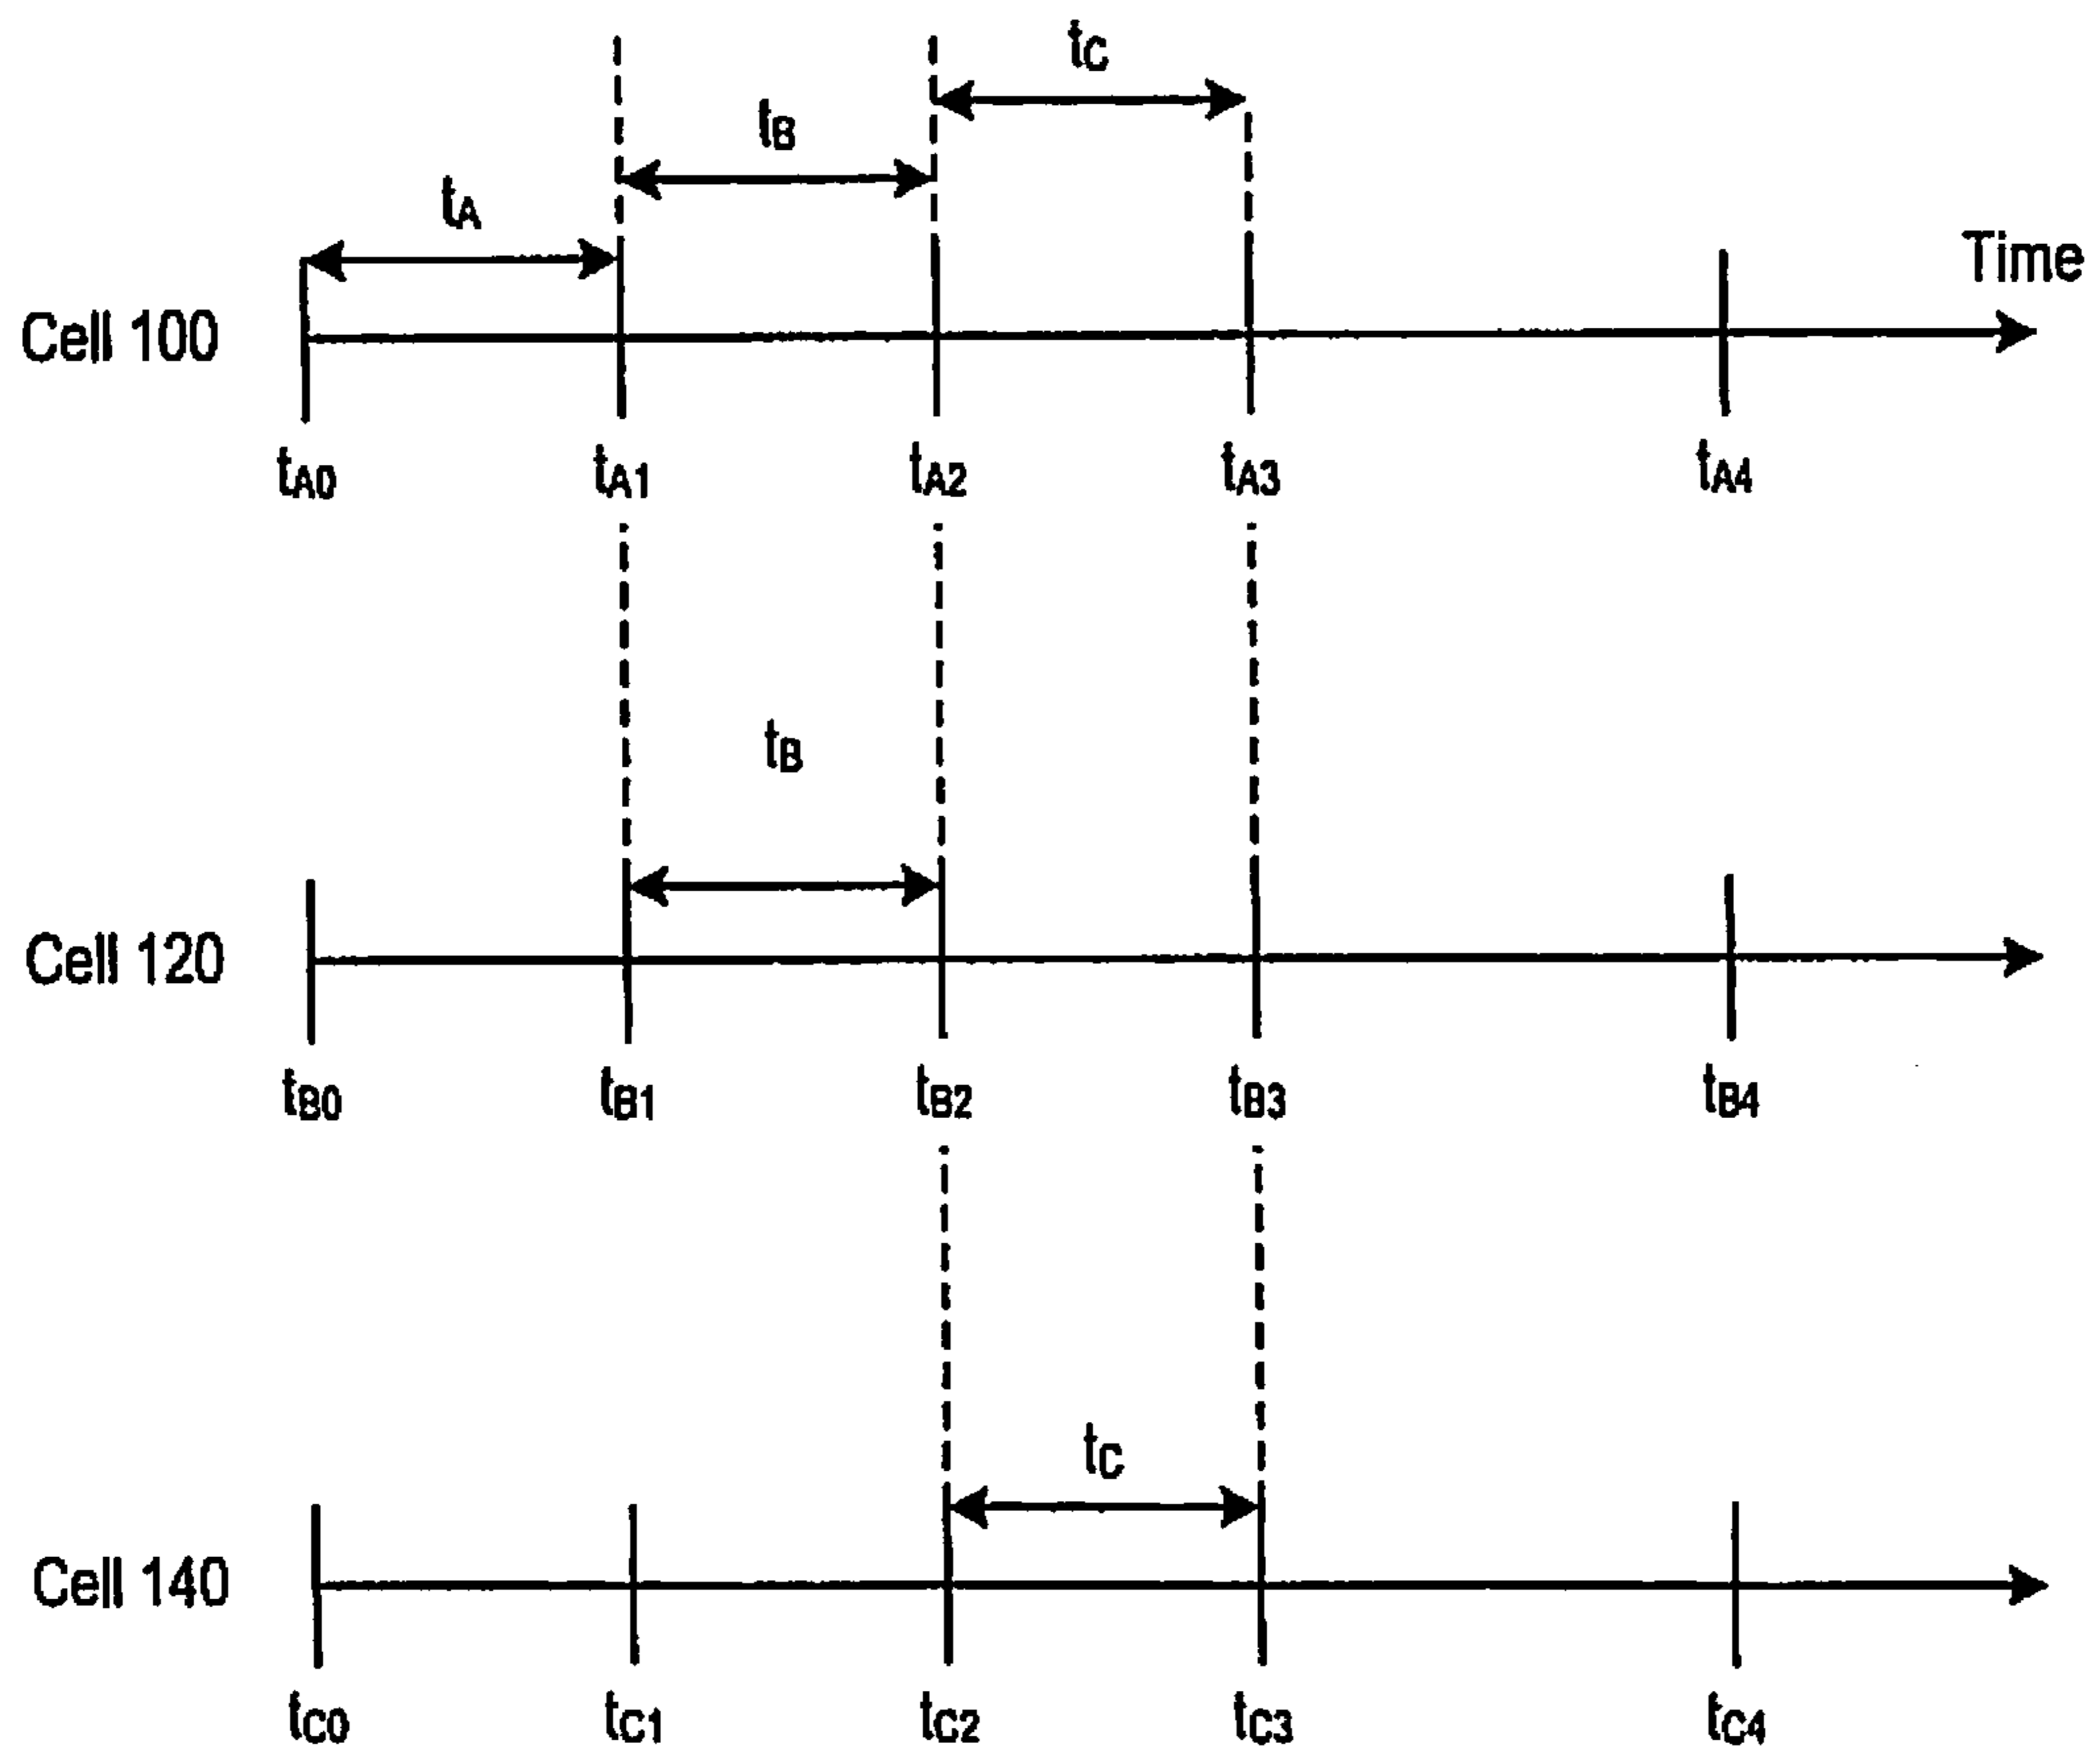 tC
tB
tA
Time
Cell 100
tA0 tA1 tA2 tA3 tA4
tB
Cell 120
tB0 tB1 tB2 tB3 tB4
tC
Cell 140
tC0 tC1 tC2 tC3 tC4